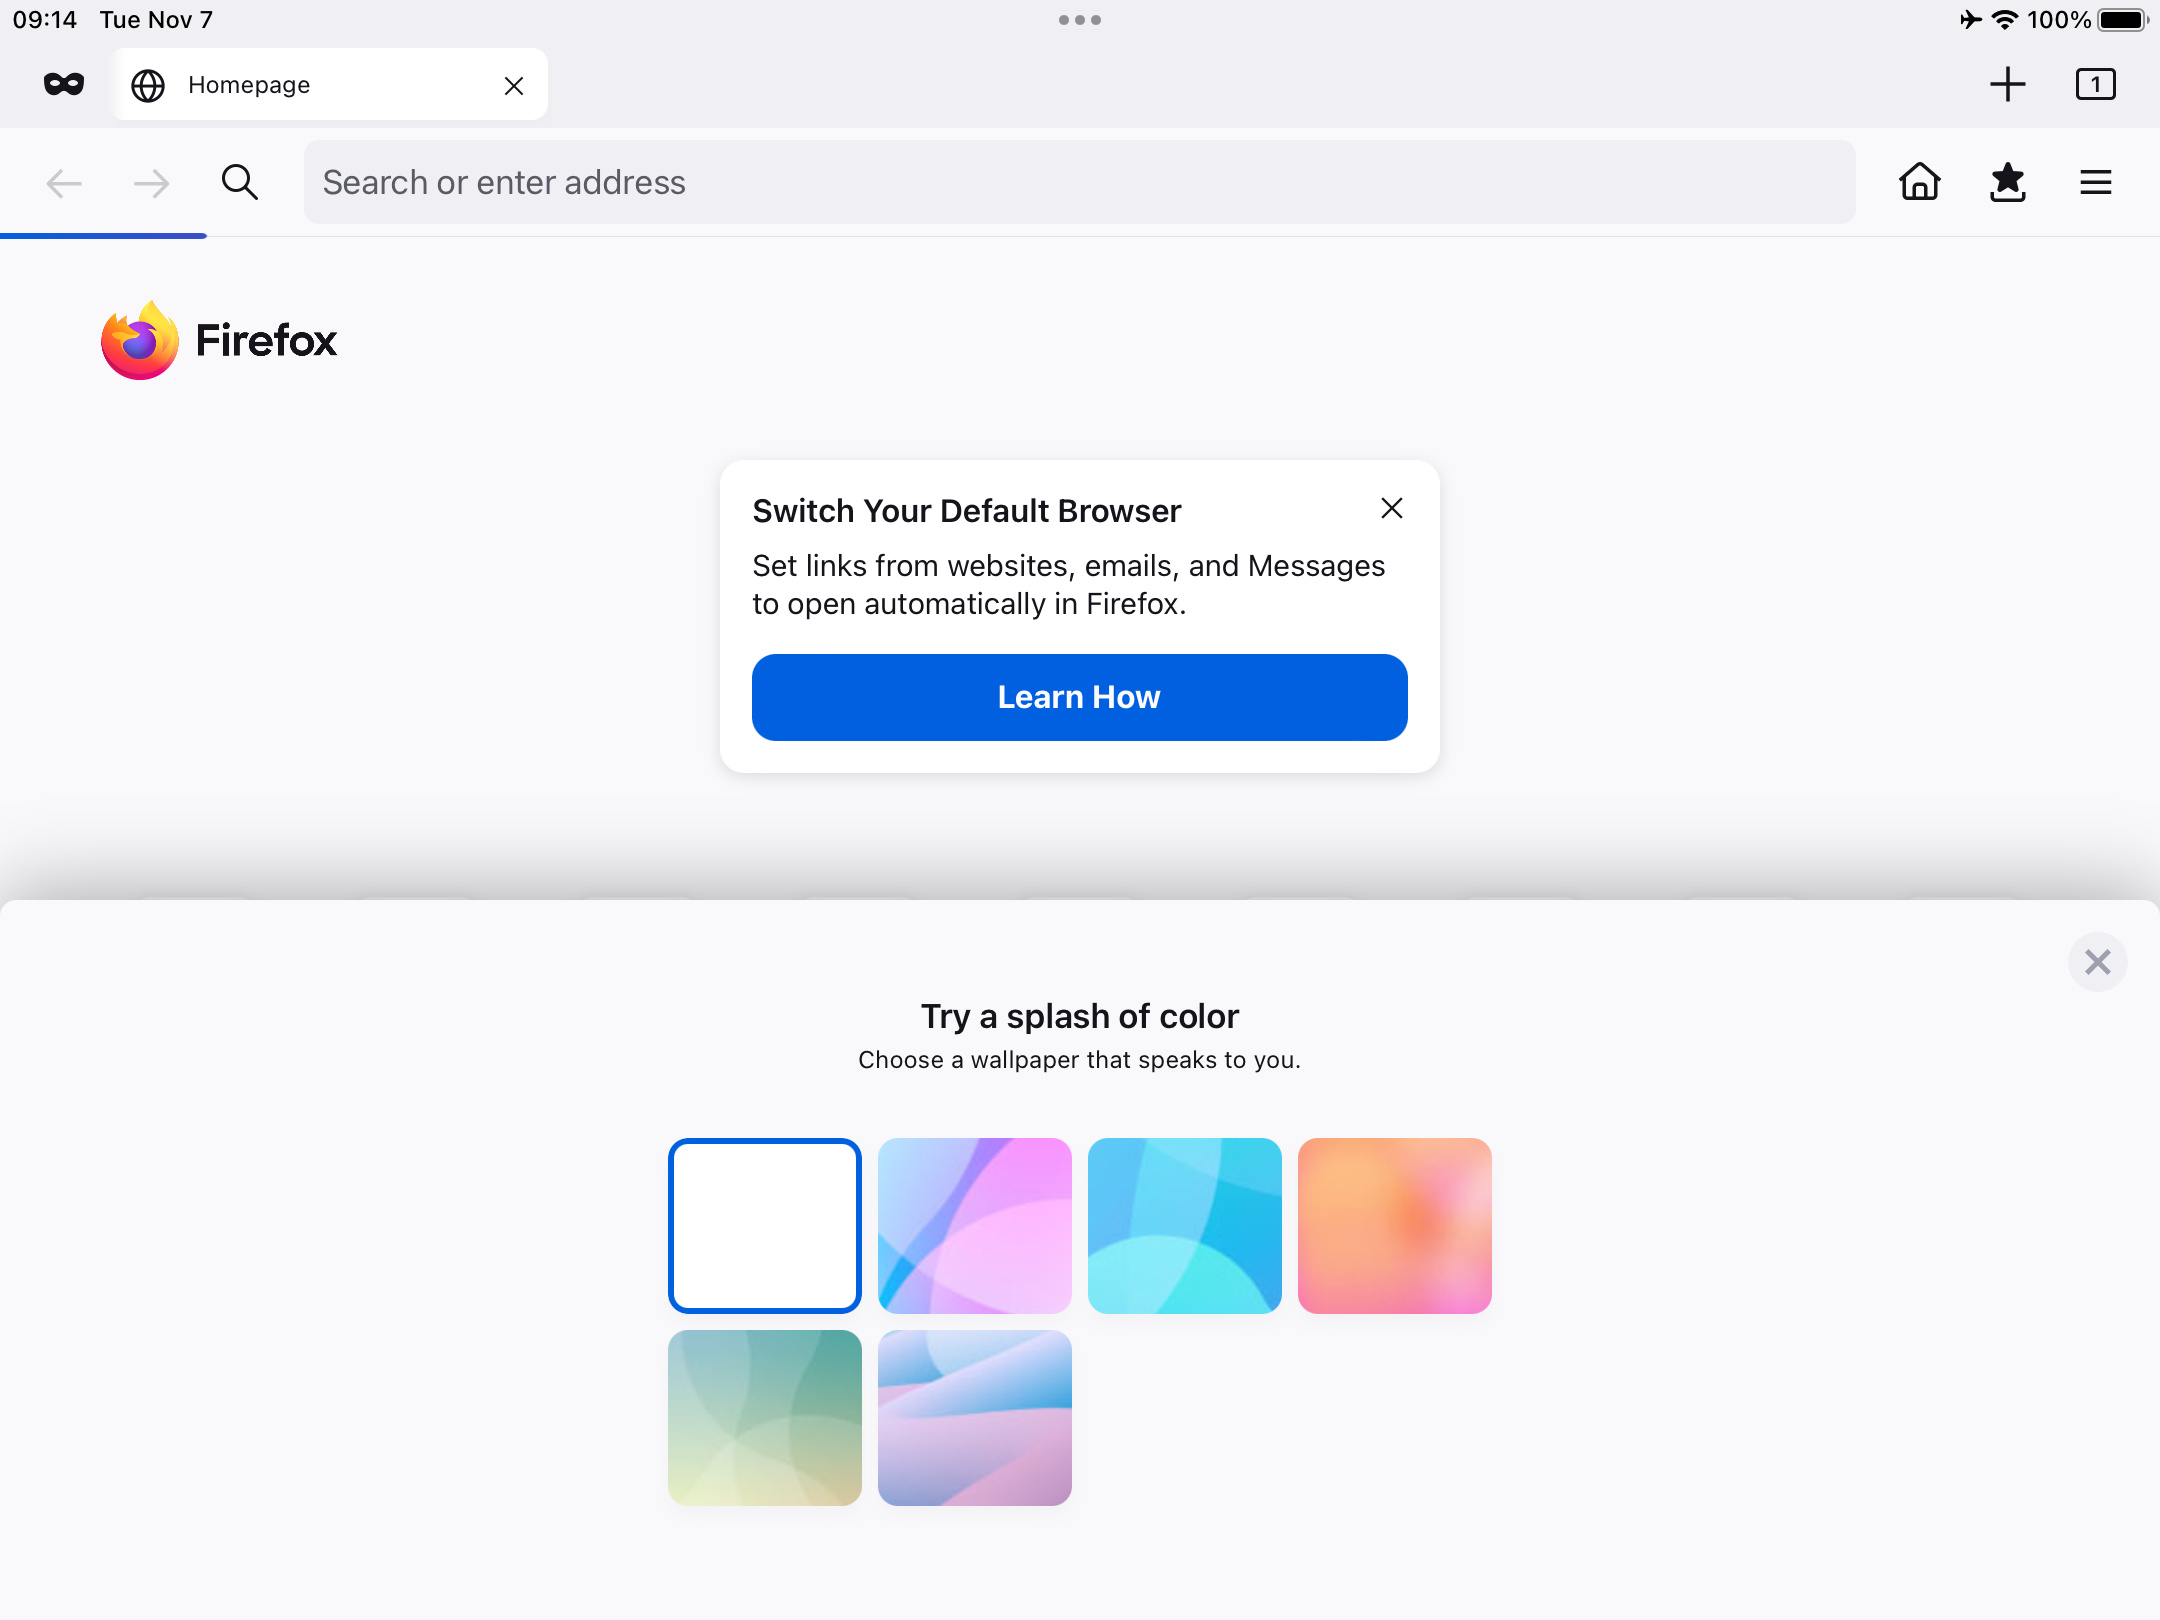 09:14 Tue Nov 7
100%
Homepage
1
Search or enter address
Firefox
Switch Your Default Browser
Set links from websites, emails, and Messages
to open automatically in Firefox.
Learn How
Try a splash of color
Choose a wallpaper that speaks to you.